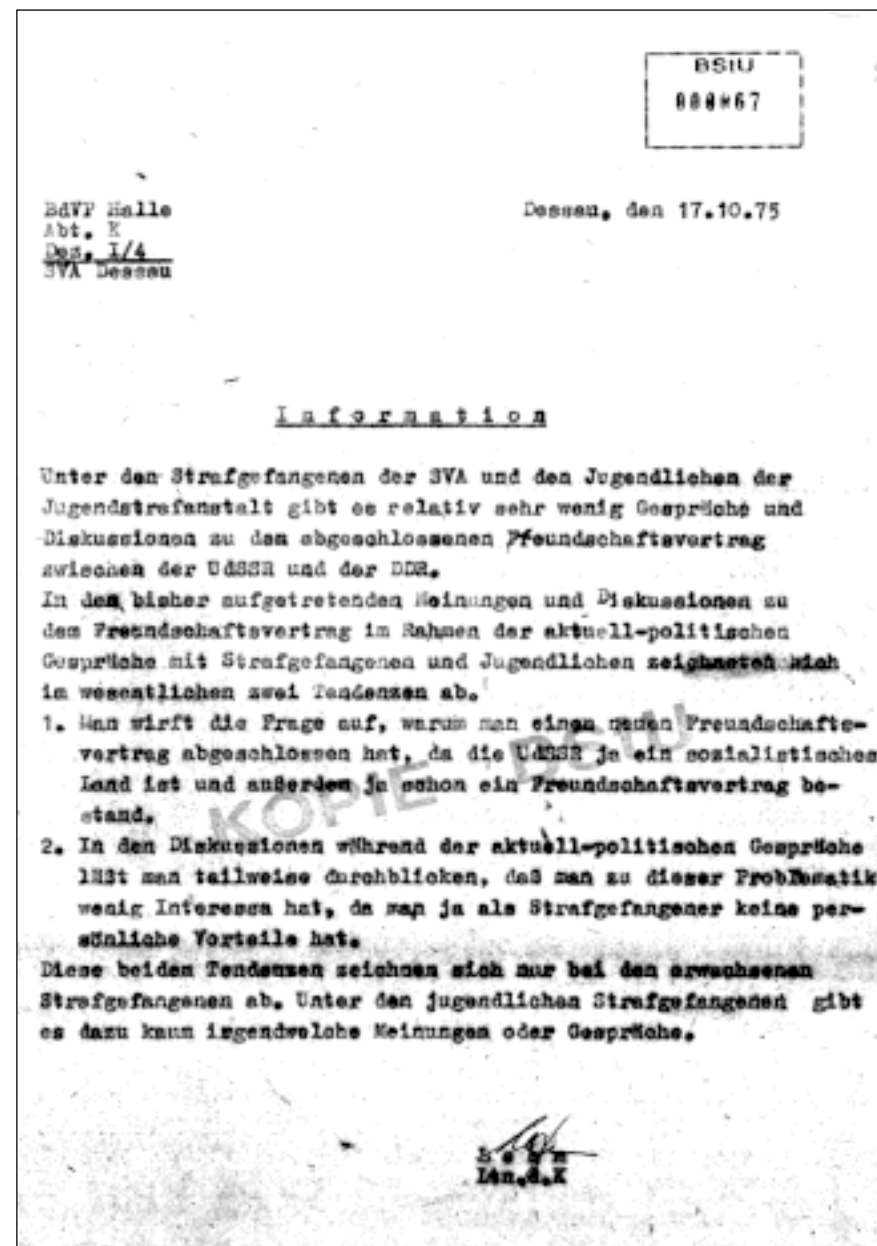 BStU
000067
BdVP Halle
Abt. K
Dez. I/4
SVA Dessau
Dessau, den 17.10.75
Information
Unter den Strafgefangenen der SVA und den Jugendlichen der
Jugendstrafanstalt gibt es relativ sehr wenig Gespräche und
Diskussionen zu dem abgeschlossenen Freundschaftsvertrag
zwischen der UdSSR und der DDR.
In den bisher aufgetretenden Meinungen und Diskussionen zu
dem Freundschaftsvertrag im Rahmen der aktuell-politischen
Gespräche mit Strafgefangenen und Jugendlichen zeichneten sich
im wesentlichen zwei Tendenzen ab.
1. Man wirft die Frage auf, warum man einen neuen Freundschafts-
vertrag abgeschlossen hat, da die UdSSR ja ein sozialistisches
Land ist und außerdem ja schon ein Freundschaftsvertrag be-
stand.
KOPIE BStU
2. In den Diskussionen während der aktuell-politischen Gespräche
läßt man teilweise durchblicken, daß man zu dieser Problematik
wenig Interesse hat, da man ja als Strafgefangener keine per-
sönliche Vorteile hat.
Diese beiden Tendenzen zeichnen sich nur bei den erwachsenen
Strafgefangenen ab. Unter den jugendlichen Strafgefangenen gibt
es dazu kaum irgendwelche Meinungen oder Gespräche.
Ltn.d.K